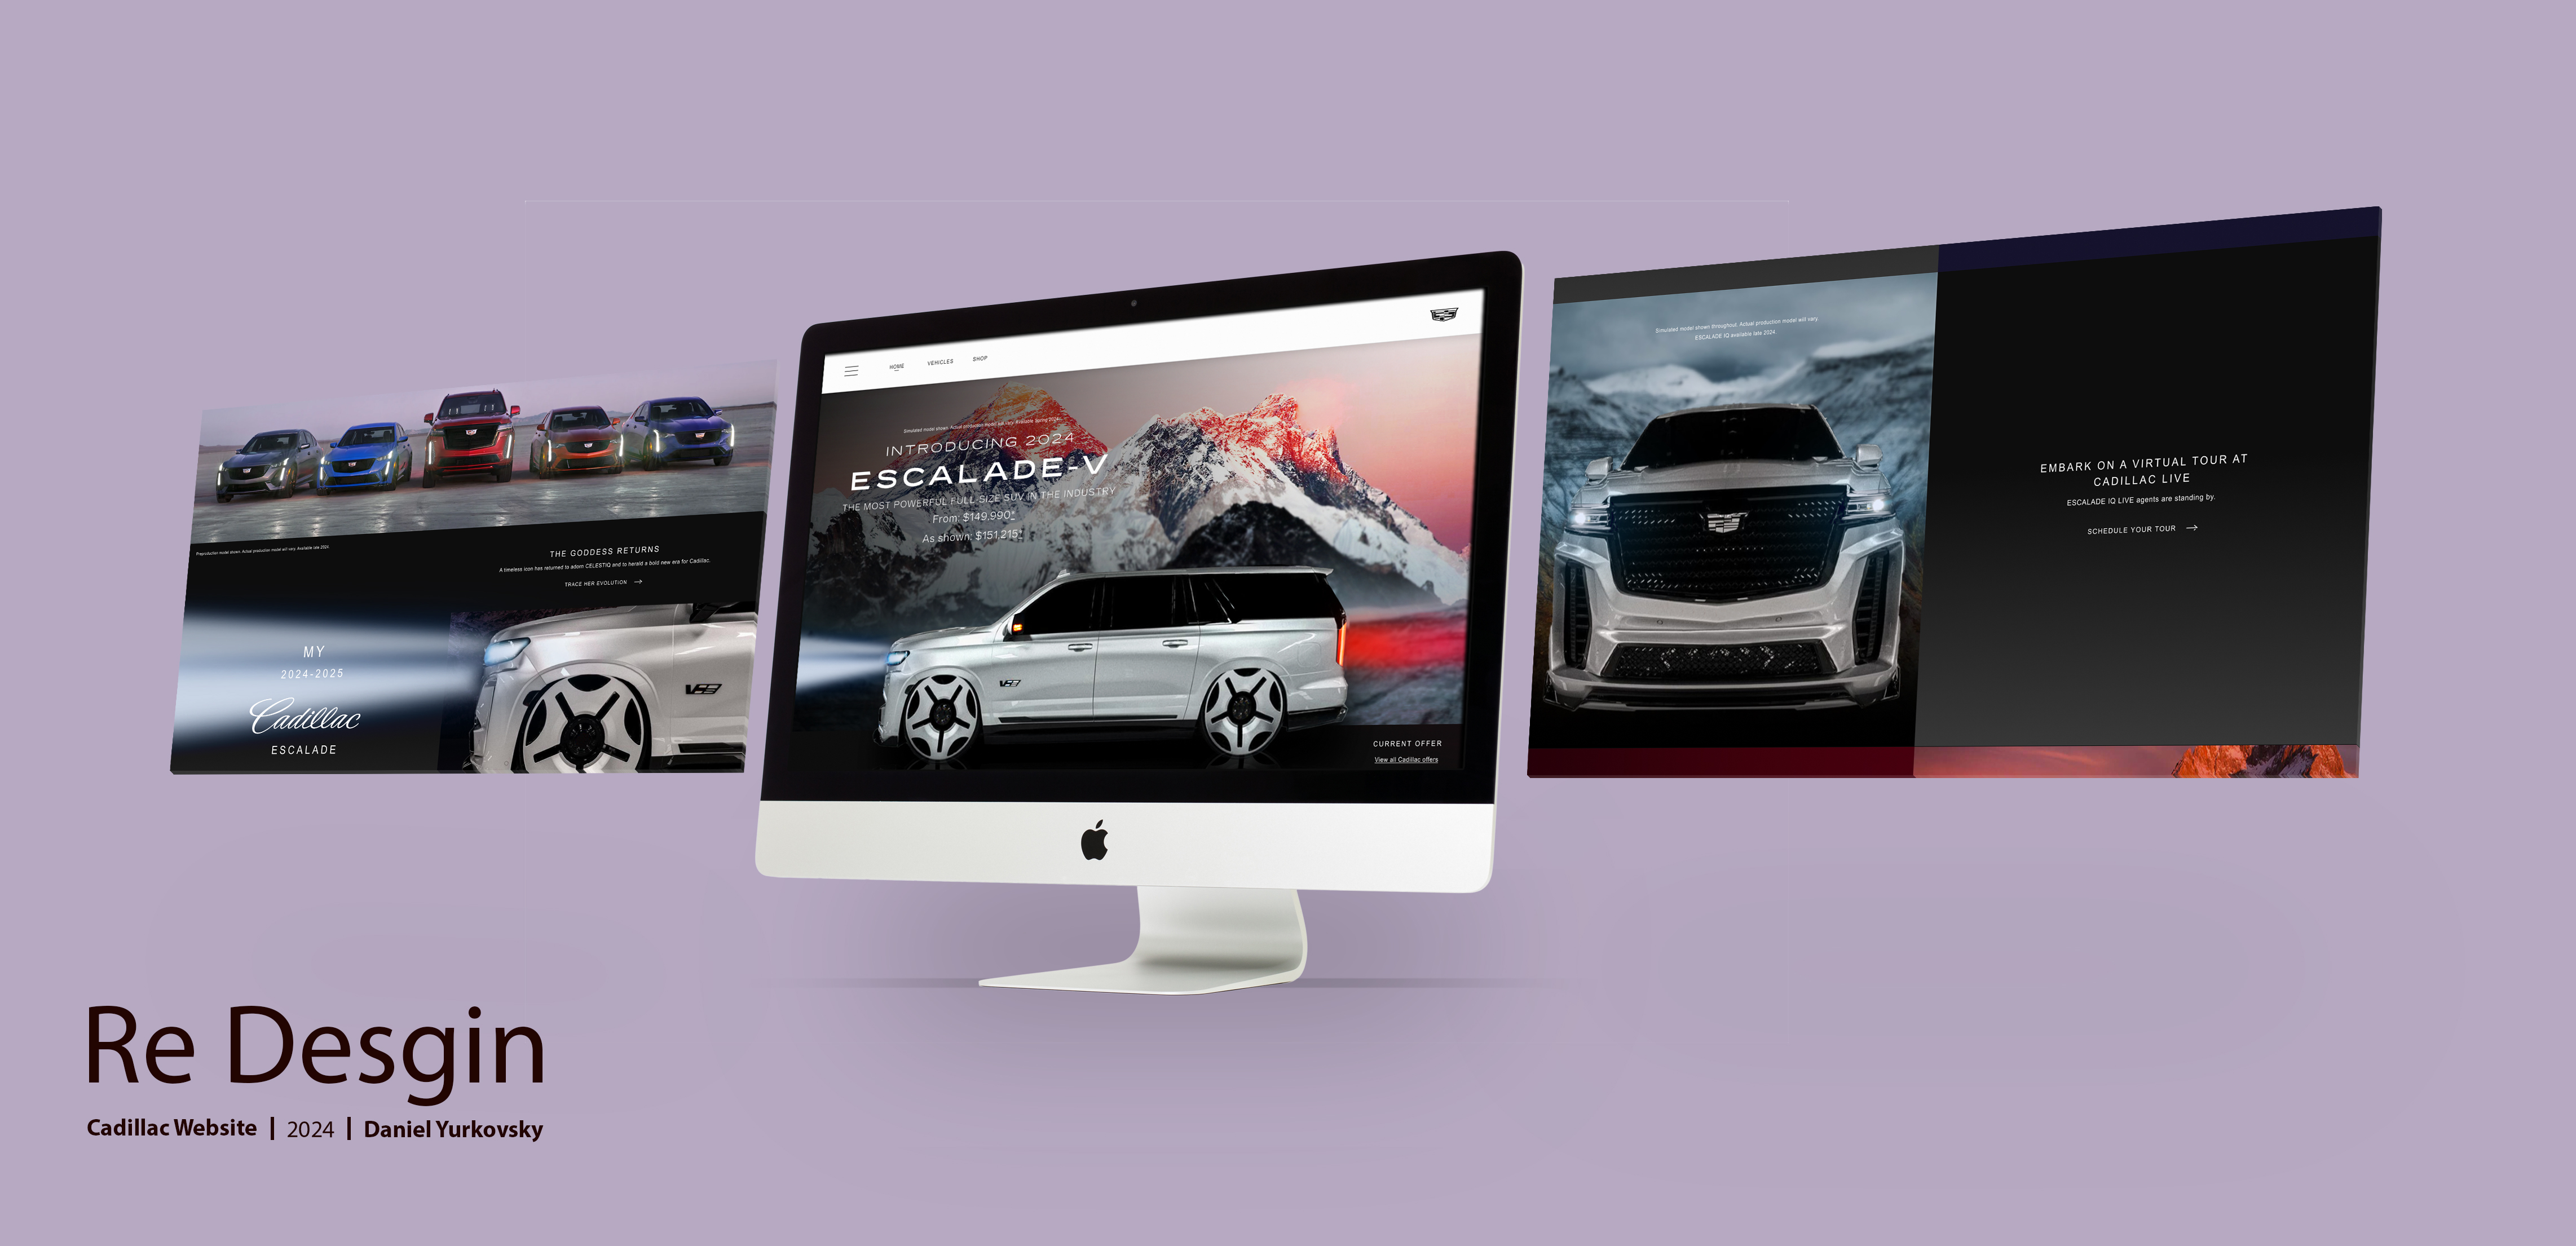 Preproduction model shown. Actual production model will vary. Available late 2024
THE GODDESS RETURNS
A timeless icon has returned to adorn CELESTIQ and to herald a bold new era for Cadillac.
TRACE HER EVOLUTION
MY
2024-2025
Cadillac
ESCALADE
HOME
VEHICLES
SHOP
Simulated model shown. Actual production model will vary. Available Spring 2024.
INTRODUCING 2024
ESCALADE-V
THE MOST POWERFUL FULL-SIZE SUV IN THE INDUSTRY
From: $149,990*
As shown: $151,215*
CURRENT OFFER
View all Cadillac offers
Simulated model shown throughout. Actual production model will vary.
ESCALADE IQ available late 2024
EMBARK ON A VIRTUAL TOUR AT
CADILLAC LIVE
ESCALADE IQ LIVE agents are standing by.
SCHEDULE YOUR TOUR
Re Desgin
Cadillac Website | 2024 | Daniel Yurkovsky